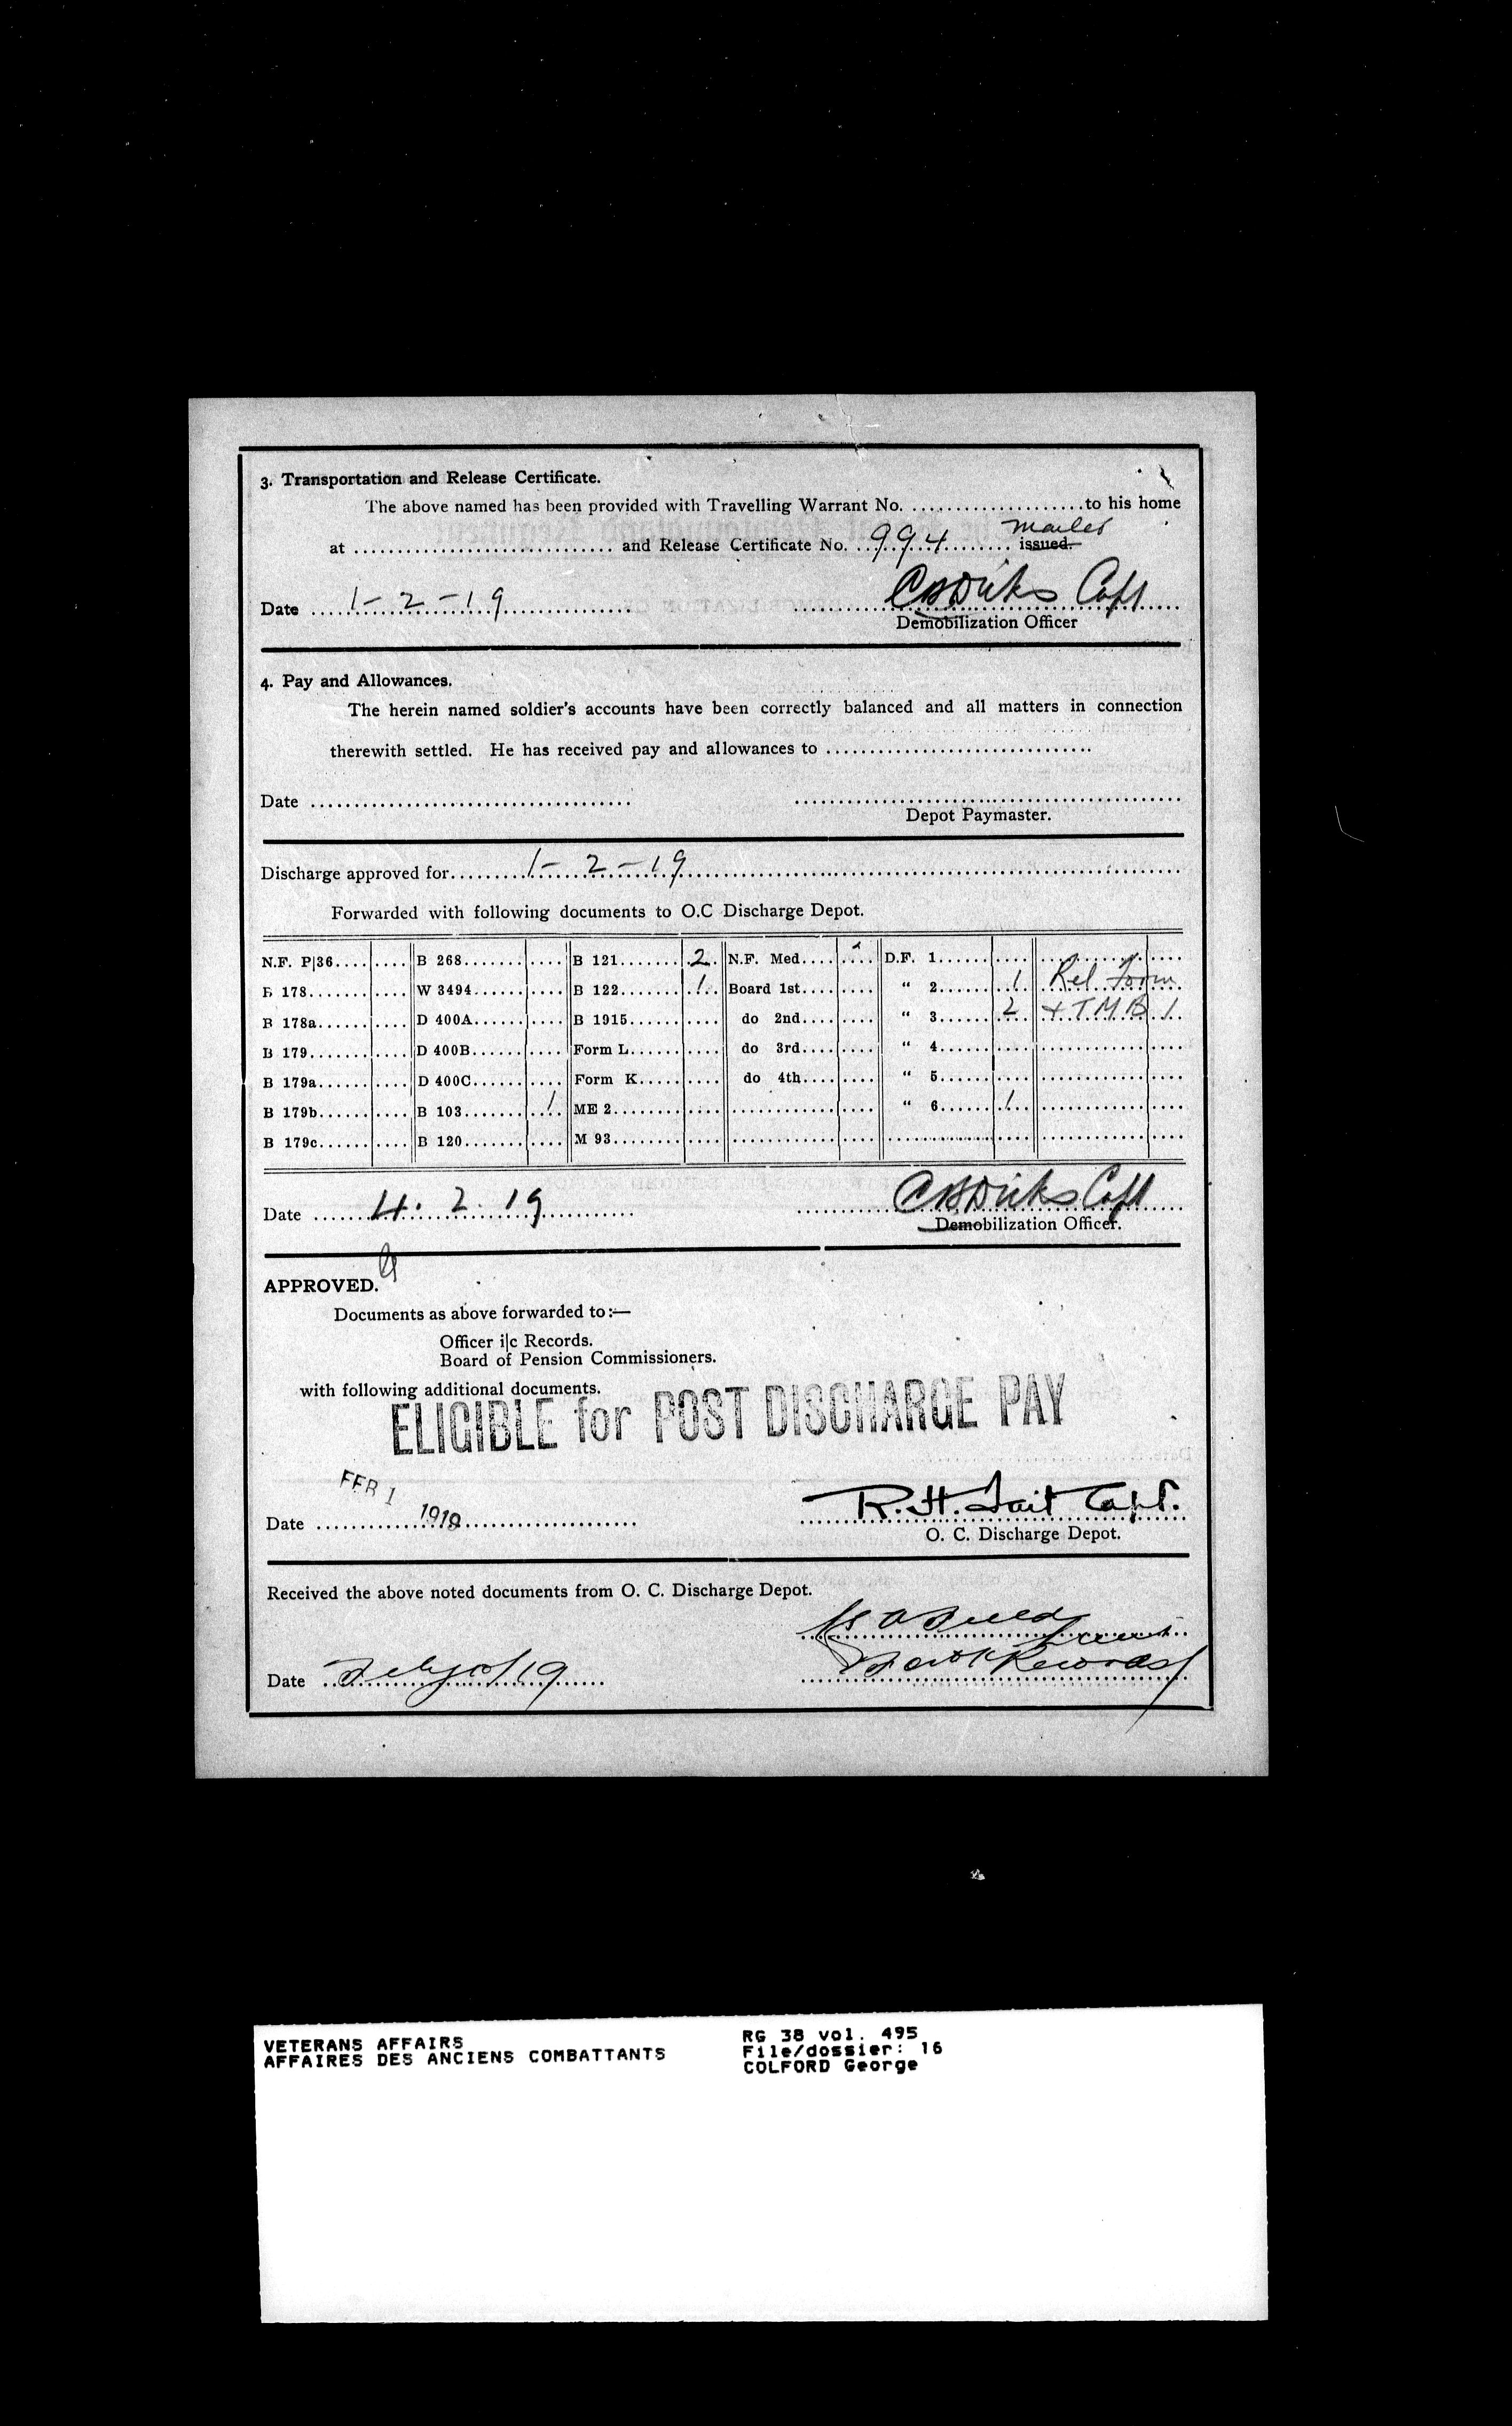 3. Transportation and Release Certificate.
The above named has been provided with Travelling Warrant No. ....................to his home
at .............................. and Release Certificate No. ...994........ mailed issued.
Date ....1-2-19............... C B Dicks Capt
Demobilization Officer
4. Pay and Allowances.
The herein named soldier's accounts have been correctly balanced and all matters in connection
therewith settled. He has received pay and allowances to ...............................
Date .....................................
Depot Paymaster.
Discharge approved for.........1-2-19.........
Forwarded with following documents to O.C Discharge Depot.
N.F. P|36.... B 268....... B 121....... 2 N.F. Med.... D.F. 1......
B 178....... W 3494...... B 122....... 1 Board 1st.... " 2...... 1 Rel. Form
B 178a...... D 400A...... B 1915...... do 2nd.... " 3...... 2 + T.M.B. 1
B 179....... D 400B...... Form L...... do 3rd.... " 4......
B 179a...... D 400C...... Form K..... do 4th.... " 5......
B 179b...... B 103....... 1 ME 2........ " 6...... 1
B 179c...... B 120....... M 93........
Date ......4.2.19............ C B Dicks Capt
Demobilization Officer.
APPROVED.
Documents as above forwarded to:—
Officer i|c Records.
Board of Pension Commissioners.
with following additional documents.
ELIGIBLE for POST DISCHARGE PAY
FEB 1
Date ............1919.................... R.H. Tait Capt.
O. C. Discharge Depot.
Received the above noted documents from O. C. Discharge Depot.
Date
Records
VETERANS AFFAIRS
AFFAIRES DES ANCIENS COMBATTANTS
RG 38 vol. 495
File/dossier: 16
COLFORD George